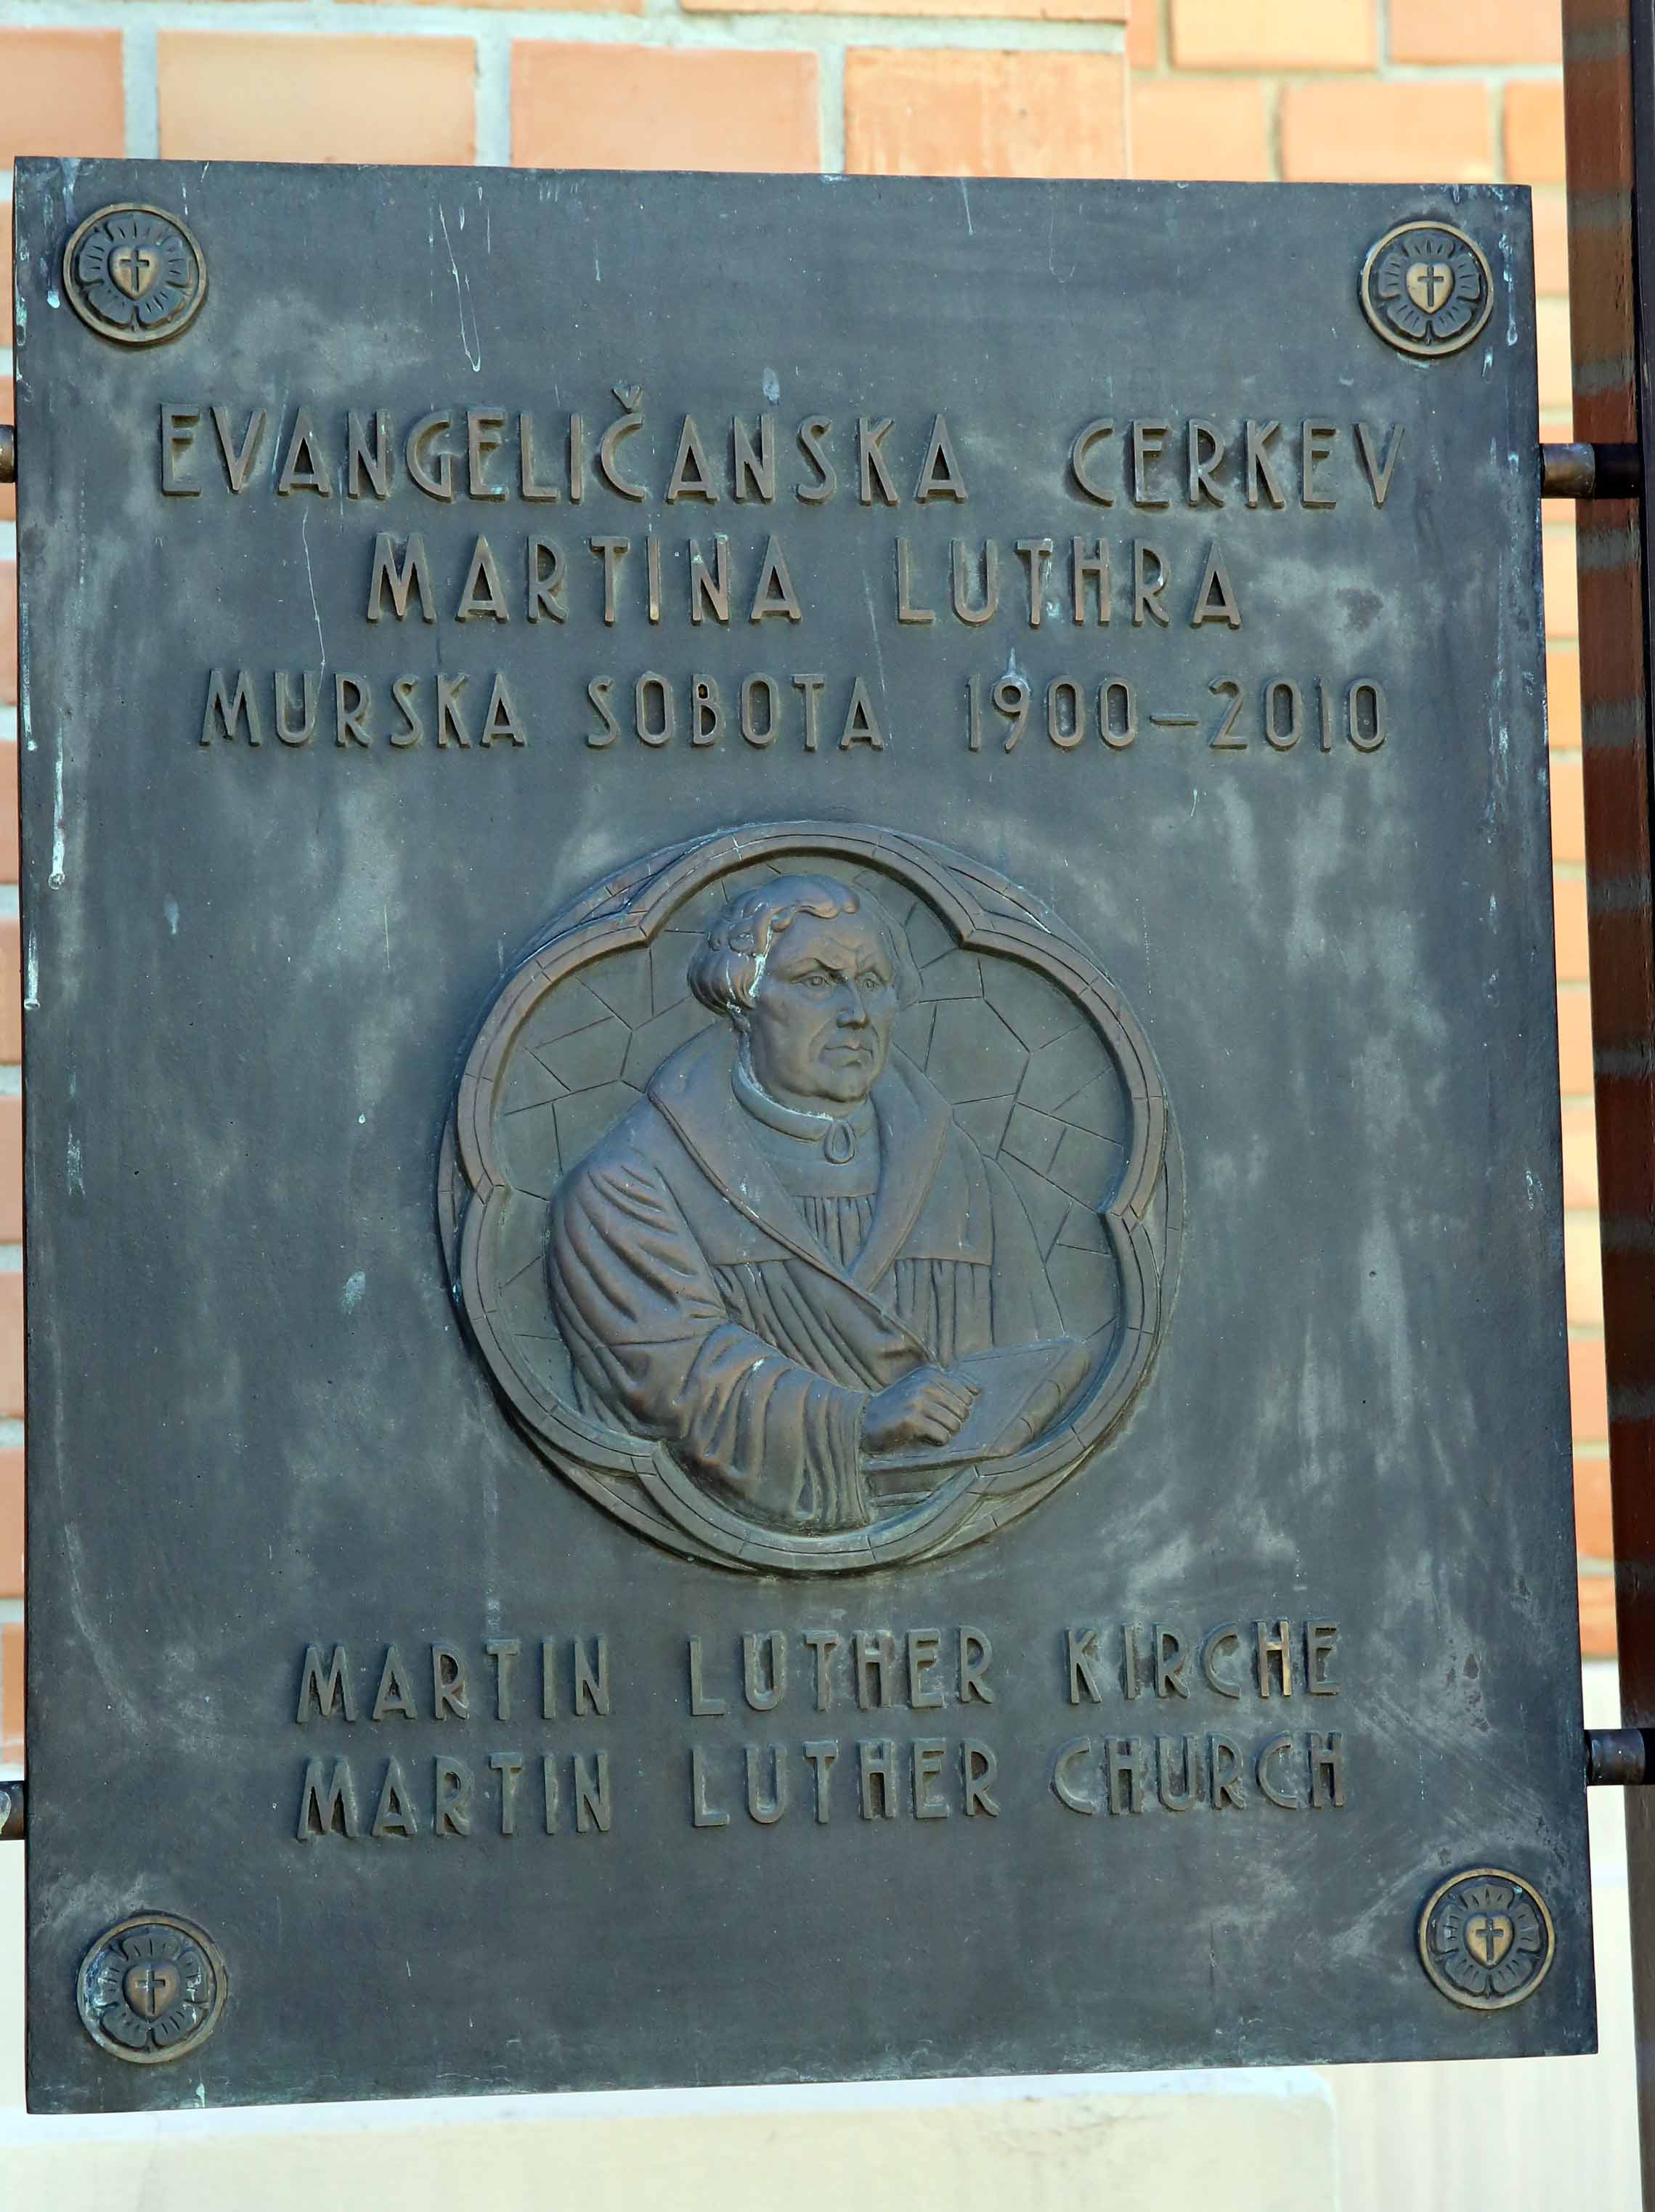 EVANGELIČANSKA CERKEV
MARTINA LUTHRA
MURSKA SOBOTA 1900–2010
MARTIN LUTHER KIRCHE
MARTIN LUTHER CHURCH